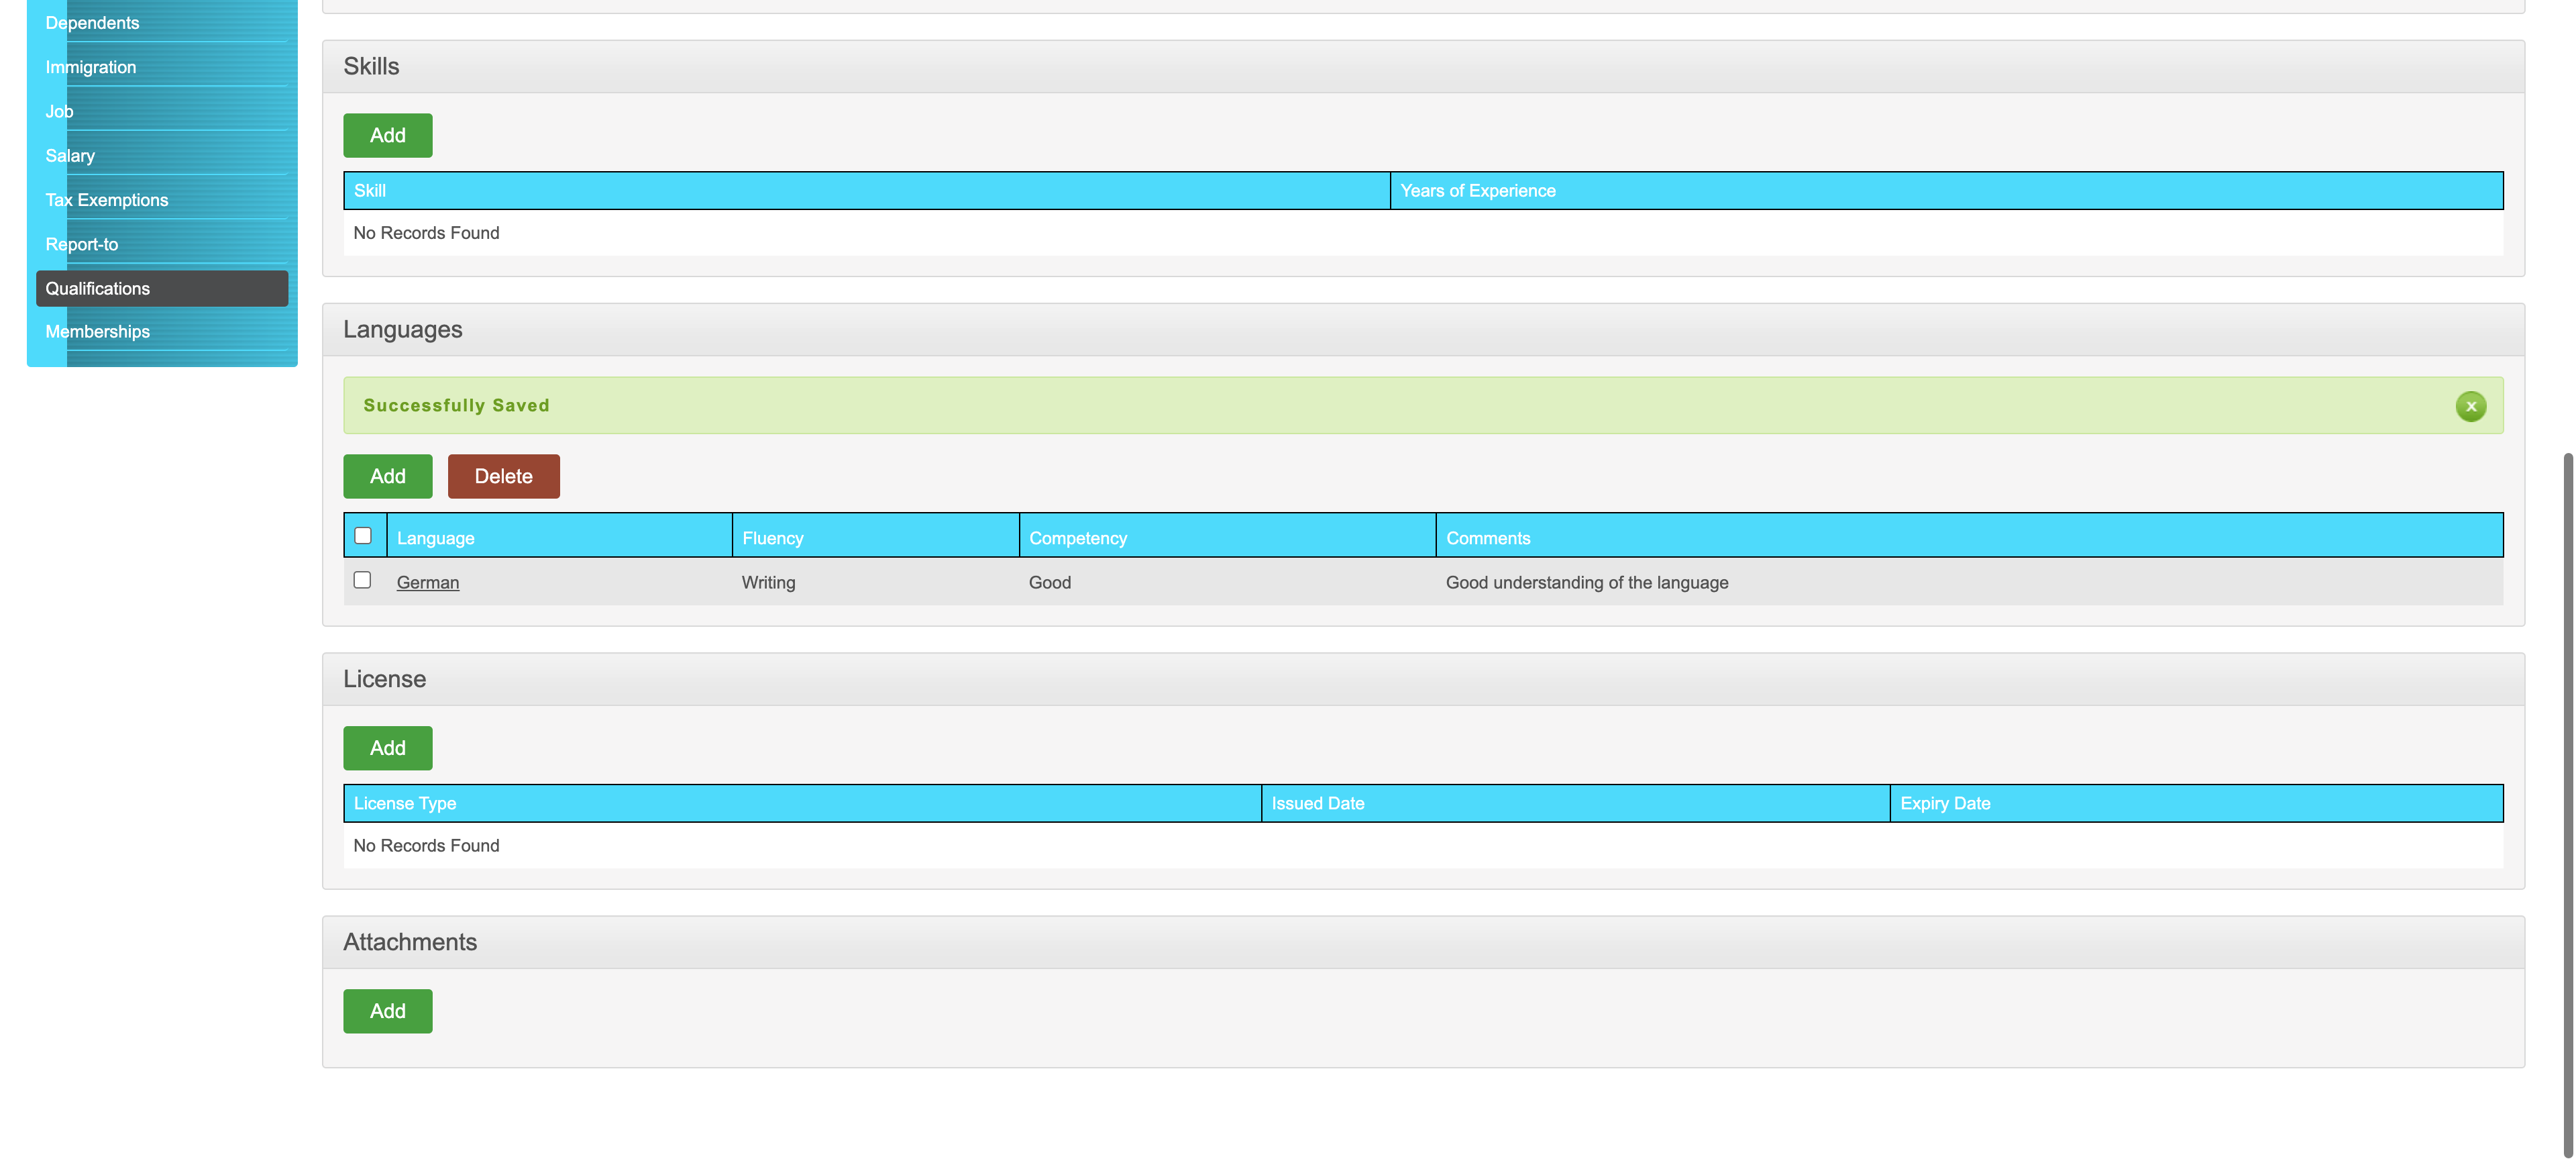 Dependents
Immigration
Job
Salary
Tax Exemptions
Report-to
Qualifications
Memberships
Skills
Add
Skill Years of Experience
No Records Found
Languages
Successfully Saved x
Add Delete
Language Fluency Competency Comments
German Writing Good Good understanding of the language
License
Add
License Type Issued Date Expiry Date
No Records Found
Attachments
Add